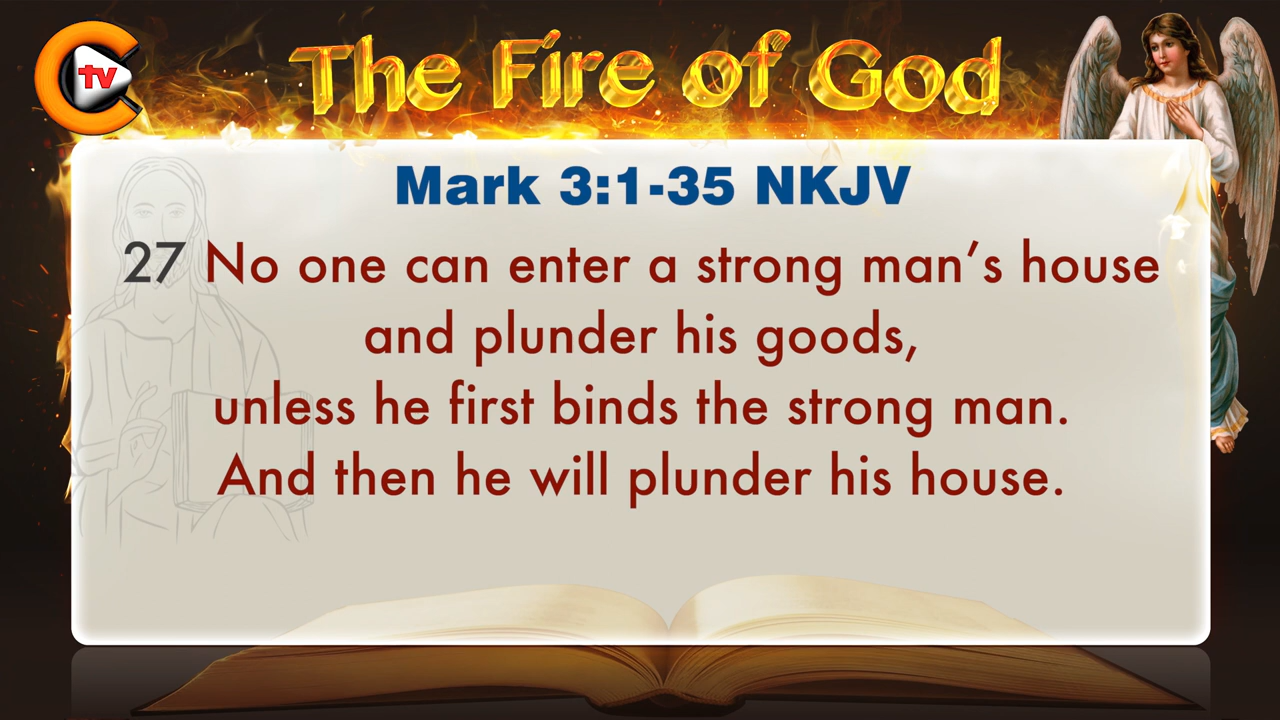 tv
The Fire of God
Mark 3:1-35 NKJV
27 No one can enter a strong man’s house
and plunder his goods,
unless he first binds the strong man.
And then he will plunder his house.